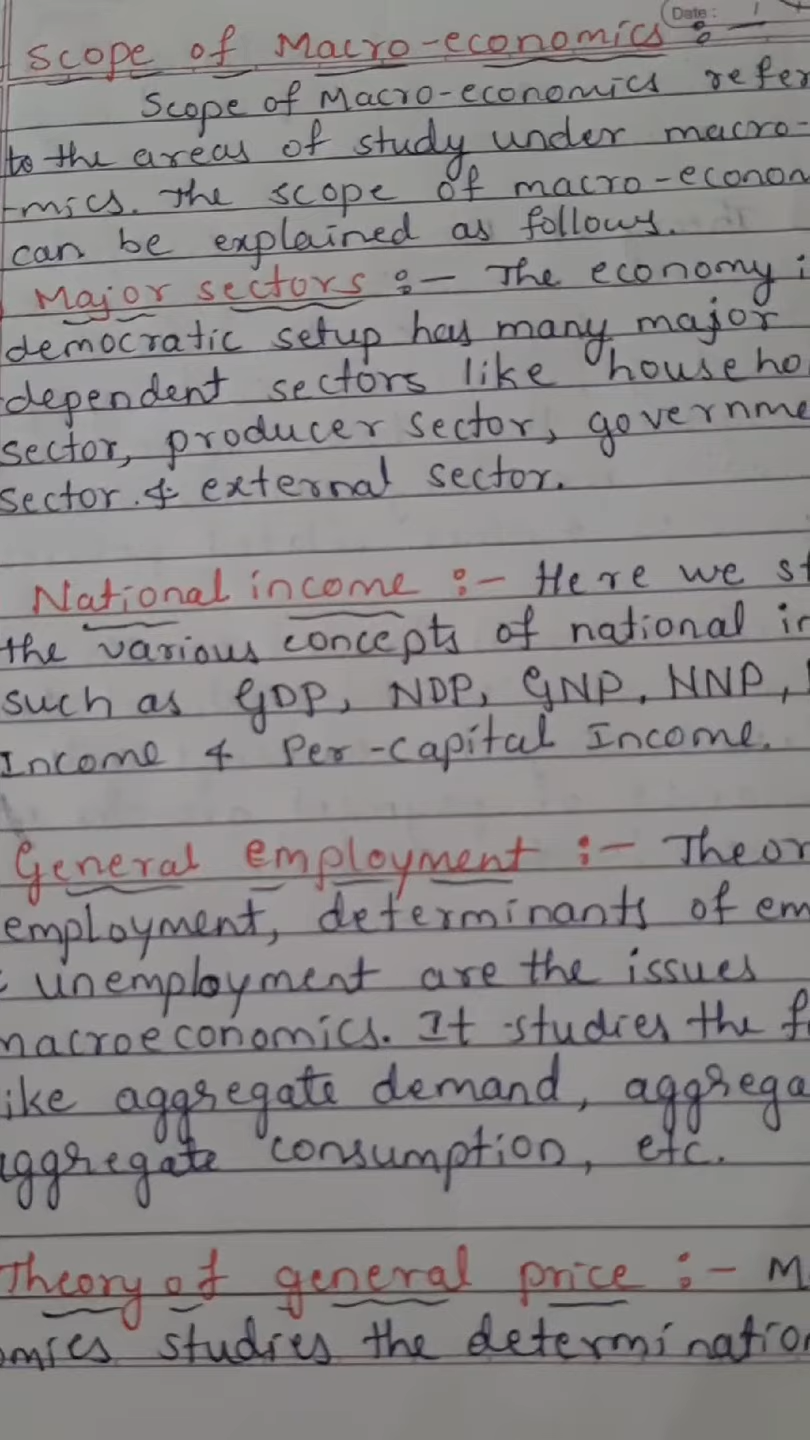 Date: / /
Scope of Macro-economics :-
Scope of Macro-economics refer
to the areas of study under macro-
-mics. The scope of macro-econom
can be explained as follows.
Major sectors :- The economy i
democratic setup has many major
dependent sectors like househo
sector, producer sector, governme
sector & external sector.
National income :- Here we st
the various concepts of national in
such as GDP, NDP, GNP, NNP,
Income & Per-capital Income.
General employment :- Theor
employment, determinants of em
& unemployment are the issues
macroeconomics. It studies the f
like aggregate demand, aggrega
aggregate consumption, etc.
Theory of general price :- M
omics studies the determinatio